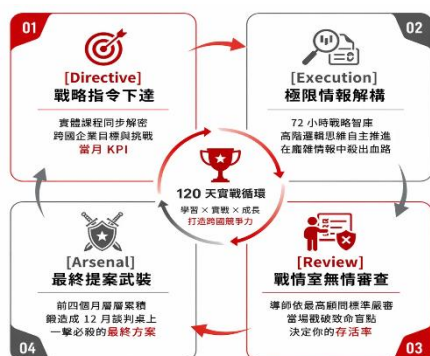 01
[Directive]
戰略指令下達
實體課程同步解密
跨國企業目標與挑戰
當月 KPI
02
[Execution]
極限情報解構
72 小時戰略智庫
高階邏輯思維自主推進
在龐雜情報中殺出血路
120 天實戰循環
學習 × 實戰 × 成長
打造跨國競爭力
[Arsenal]
最終提案武裝
前四個月層層累積
鍛造成 12 月談判桌上
一擊必殺的最終方案
04
[Review]
戰情室無情審查
導師依最高顧問標準嚴審
當場戳破致命盲點
決定你的存活率
03